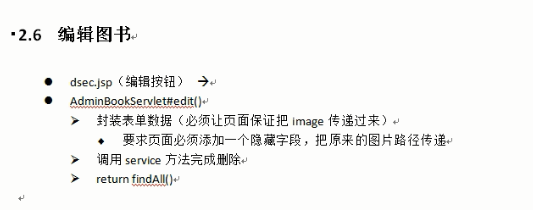 2.6 编辑图书
dsec.jsp（编辑按钮） →
AdminBookServlet#edit()
封装表单数据（必须让页面保证把 image 传递过来）
要求页面必须添加一个隐藏字段，把原来的图片路径传递
调用 service 方法完成删除
return findAll()